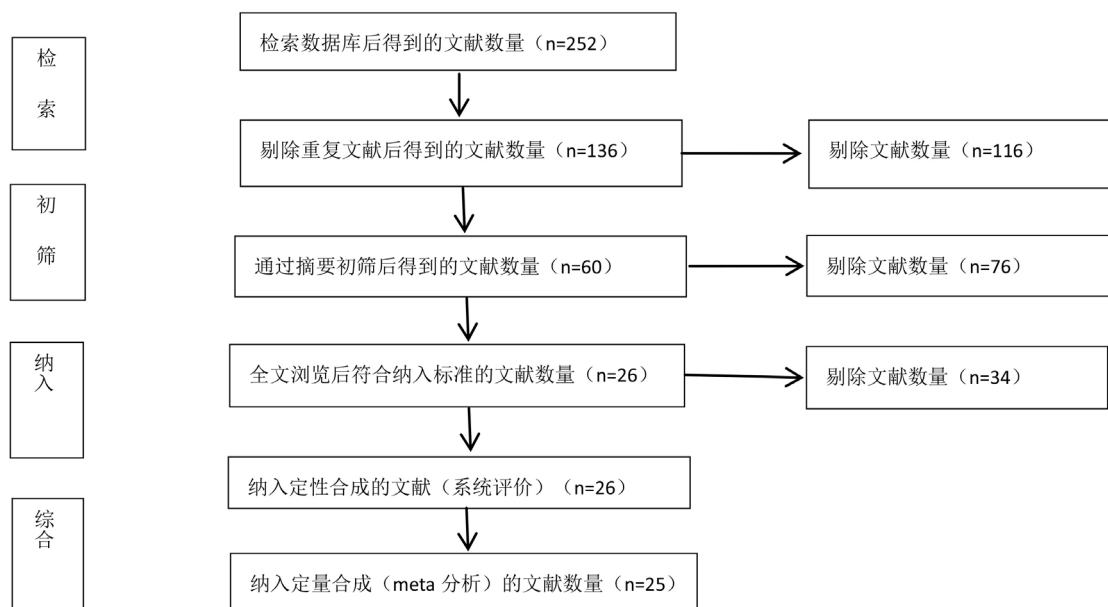 检索
检索数据库后得到的文献数量（n=252）
剔除重复文献后得到的文献数量（n=136）
剔除文献数量（n=116）
初筛
通过摘要初筛后得到的文献数量（n=60）
剔除文献数量（n=76）
纳入
全文浏览后符合纳入标准的文献数量（n=26）
剔除文献数量（n=34）
综合
纳入定性合成的文献（系统评价）（n=26）
纳入定量合成（meta 分析）的文献数量（n=25）